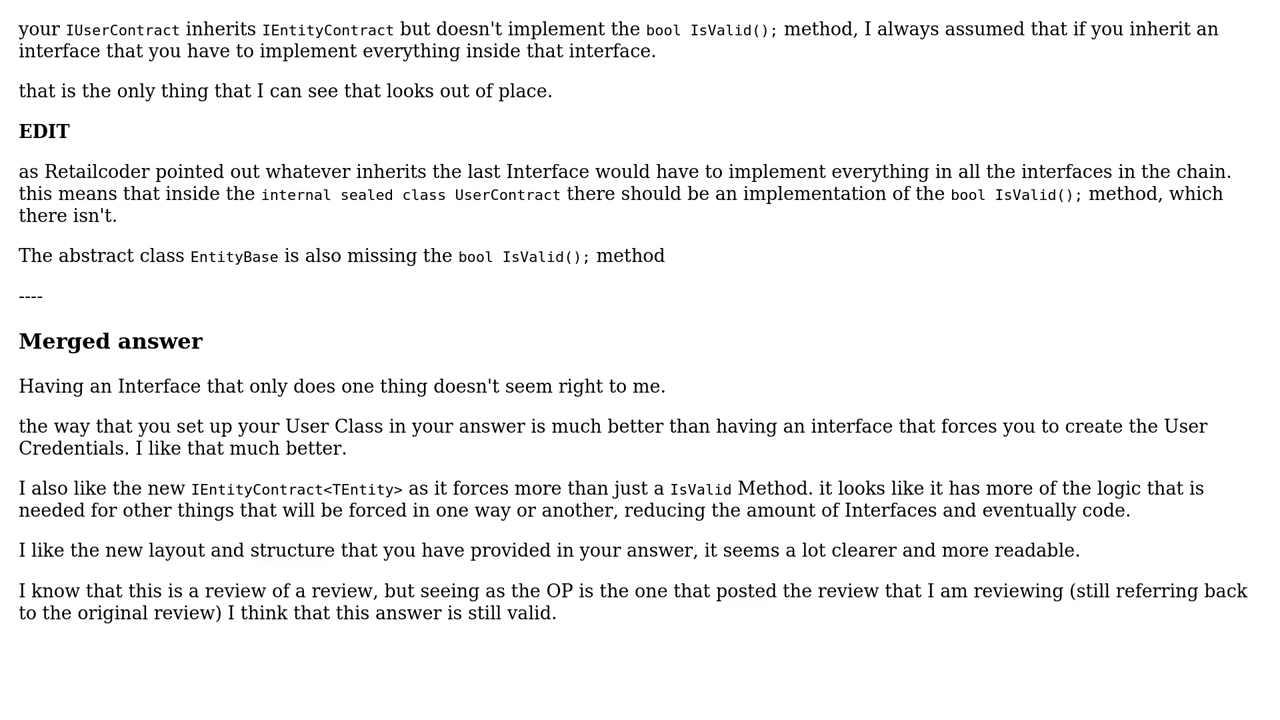 your IUserContract inherits IEntityContract but doesn't implement the bool IsValid(); method, I always assumed that if you inherit an
interface that you have to implement everything inside that interface.
that is the only thing that I can see that looks out of place.
EDIT
as Retailcoder pointed out whatever inherits the last Interface would have to implement everything in all the interfaces in the chain.
this means that inside the internal sealed class UserContract there should be an implementation of the bool IsValid(); method, which
there isn't.
The abstract class EntityBase is also missing the bool IsValid(); method
----
Merged answer
Having an Interface that only does one thing doesn't seem right to me.
the way that you set up your User Class in your answer is much better than having an interface that forces you to create the User
Credentials. I like that much better.
I also like the new IEntityContract<TEntity> as it forces more than just a IsValid Method. it looks like it has more of the logic that is
needed for other things that will be forced in one way or another, reducing the amount of Interfaces and eventually code.
I like the new layout and structure that you have provided in your answer, it seems a lot clearer and more readable.
I know that this is a review of a review, but seeing as the OP is the one that posted the review that I am reviewing (still referring back
to the original review) I think that this answer is still valid.